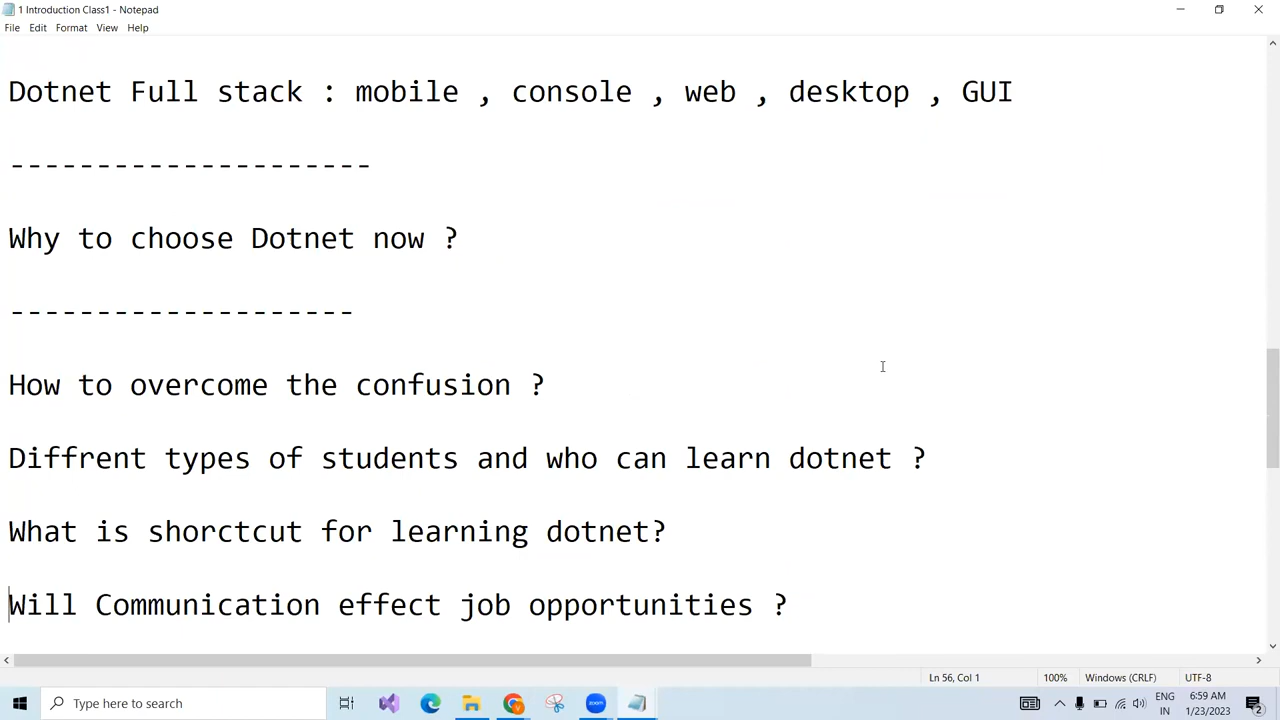 1 Introduction Class1 - Notepad
File Edit Format View Help
Dotnet Full stack : mobile , console , web , desktop , GUI
---------------------
Why to choose Dotnet now ?
--------------------
How to overcome the confusion ?
Diffrent types of students and who can learn dotnet ?
What is shorctcut for learning dotnet?
Will Communication effect job opportunities ?
Ln 56, Col 1 100% Windows (CRLF) UTF-8
Type here to search
zoom
ENG
IN
6:59 AM
1/23/2023
2